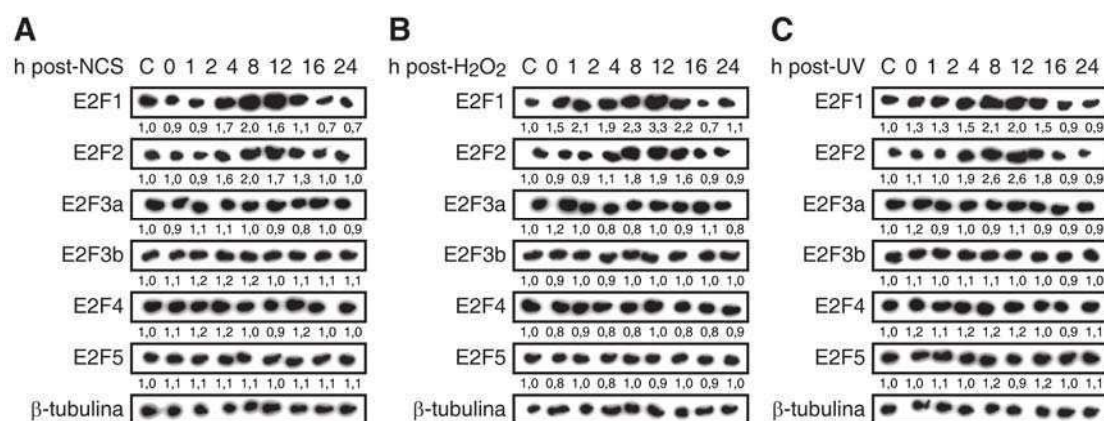 A
h post-NCS C 0 1 2 4 8 12 16 24
E2F1
1,0 0,9 0,9 1,7 2,0 1,6 1,1 0,7 0,7
E2F2
1,0 1,0 0,9 1,6 2,0 1,7 1,3 1,0 1,0
E2F3a
1,0 0,9 1,1 1,1 1,0 0,9 0,8 1,0 0,9
E2F3b
1,0 1,1 1,2 1,2 1,1 1,0 1,1 1,1 1,1
E2F4
1,0 1,1 1,2 1,2 1,0 0,9 1,2 1,0 1,0
E2F5
1,0 1,1 1,1 1,1 1,1 1,0 1,1 1,1 1,1
β-tubulina
B
h post-H₂O₂ C 0 1 2 4 8 12 16 24
E2F1
1,0 1,5 2,1 1,9 2,3 3,3 2,2 0,7 1,1
E2F2
1,0 0,9 0,9 1,1 1,8 1,9 1,6 0,9 0,9
E2F3a
1,0 1,2 1,0 0,8 0,8 1,0 0,9 1,1 0,8
E2F3b
1,0 0,9 1,0 0,9 1,0 1,0 1,0 1,0 1,0
E2F4
1,0 0,8 0,9 0,8 0,8 1,0 0,8 0,8 0,9
E2F5
1,0 0,8 1,0 0,8 1,0 0,9 1,0 0,9 1,0
β-tubulina
C
h post-UV C 0 1 2 4 8 12 16 24
E2F1
1,0 1,3 1,3 1,5 2,1 2,0 1,5 0,9 0,9
E2F2
1,0 1,1 1,0 1,9 2,6 2,6 1,8 0,9 0,9
E2F3a
1,0 1,2 0,9 1,0 0,9 1,1 0,9 0,9 0,9
E2F3b
1,0 1,0 1,1 1,1 1,0 1,0 1,0 0,9 1,0
E2F4
1,0 1,2 1,1 1,2 1,2 1,2 1,0 0,9 1,1
E2F5
1,0 1,0 1,1 1,0 1,2 0,9 1,2 1,0 1,1
β-tubulina